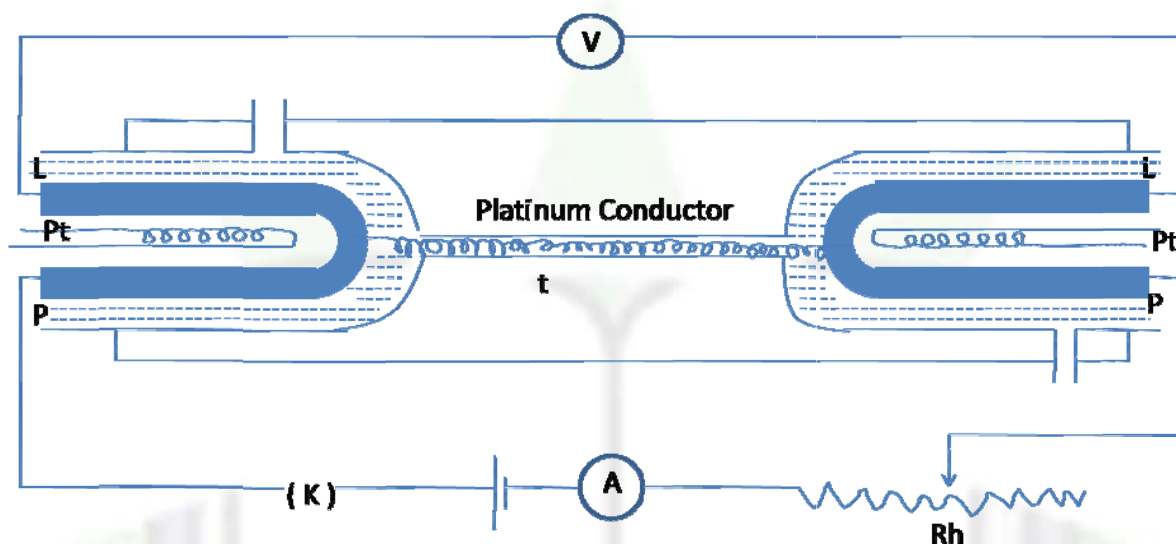 V
L L
Platinum Conductor
Pt Pt
t
P P
( K ) A
Rh